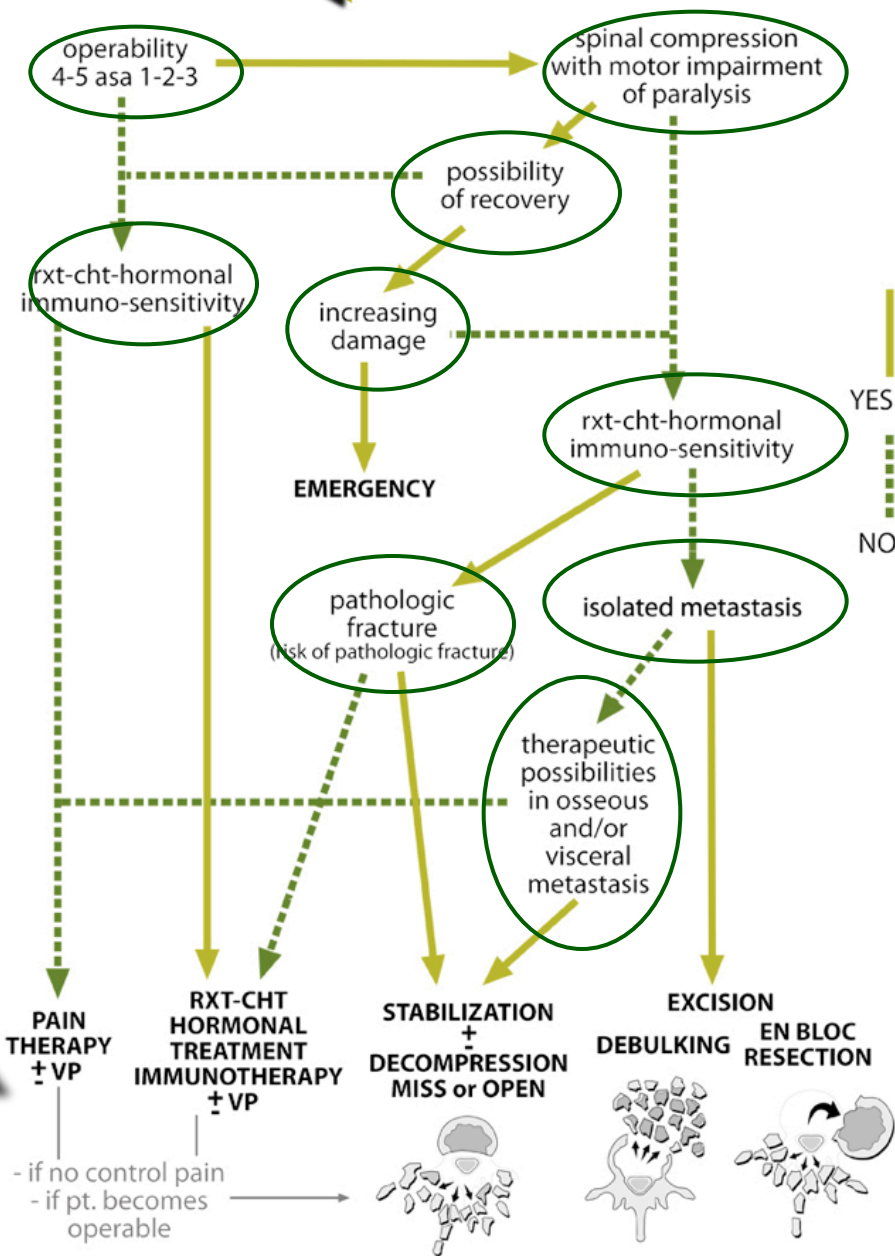 operability
4-5 asa 1-2-3
spinal compression
with motor impairment
of paralysis
possibility
of recovery
rxt-cht-hormonal
immuno-sensitivity
increasing
damage
YES
rxt-cht-hormonal
immuno-sensitivity
EMERGENCY
NO
pathologic
fracture
(risk of pathologic fracture)
isolated metastasis
therapeutic
possibilities
in osseous
and/or
visceral
metastasis
PAIN
THERAPY
± VP
RXT-CHT
HORMONAL
TREATMENT
IMMUNOTHERAPY
± VP
STABILIZATION
±
DECOMPRESSION
MISS or OPEN
EXCISION
DEBULKING
EN BLOC
RESECTION
- if no control pain
- if pt. becomes
operable